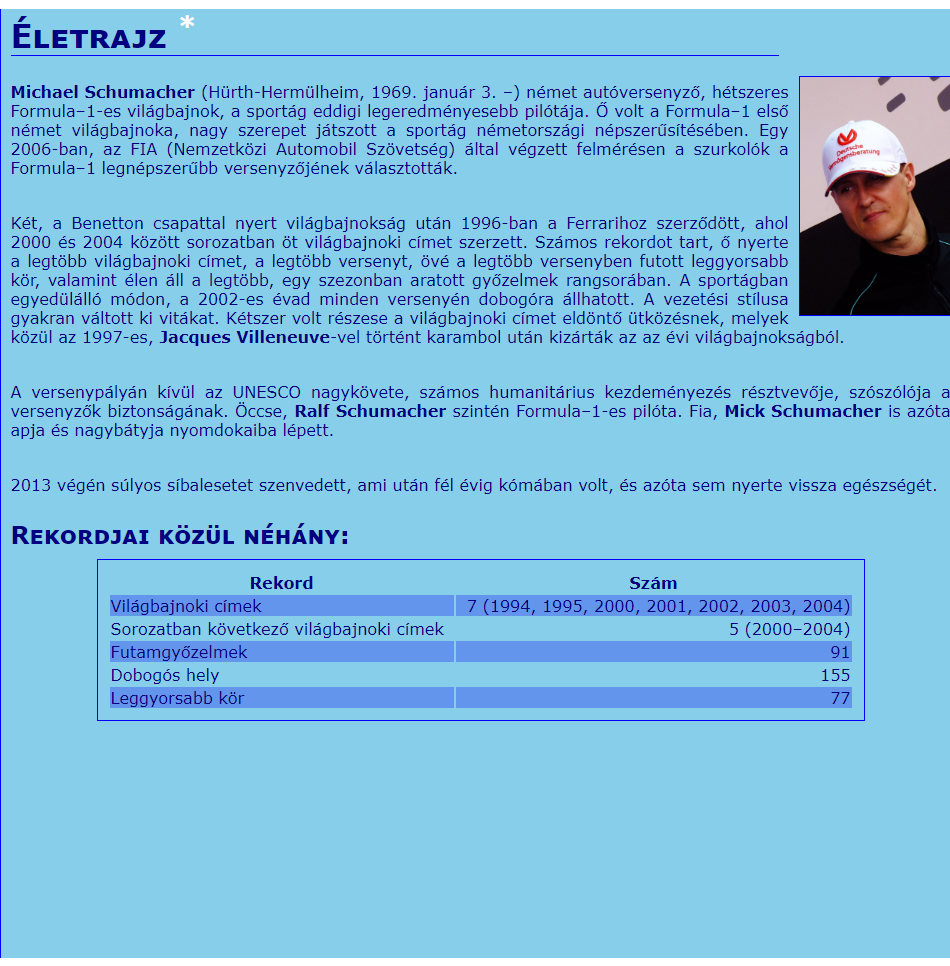 Életrajz *
Michael Schumacher (Hürth-Hermülheim, 1969. január 3. –) német autóversenyző, hétszeres
Formula–1-es világbajnok, a sportág eddigi legeredményesebb pilótája. Ő volt a Formula–1 első
német világbajnoka, nagy szerepet játszott a sportág németországi népszerűsítésében. Egy
2006-ban, az FIA (Nemzetközi Automobil Szövetség) által végzett felmérésen a szurkolók a
Formula–1 legnépszerűbb versenyzőjének választották.
Deutsche
Vermögensberatung
Két, a Benetton csapattal nyert világbajnokság után 1996-ban a Ferrarihoz szerződött, ahol
2000 és 2004 között sorozatban öt világbajnoki címet szerzett. Számos rekordot tart, ő nyerte
a legtöbb világbajnoki címet, a legtöbb versenyt, övé a legtöbb versenyben futott leggyorsabb
kör, valamint élen áll a legtöbb, egy szezonban aratott győzelmek rangsorában. A sportágban
egyedülálló módon, a 2002-es évad minden versenyén dobogóra állhatott. A vezetési stílusa
gyakran váltott ki vitákat. Kétszer volt részese a világbajnoki címet eldöntő ütközésnek, melyek
közül az 1997-es, Jacques Villeneuve-vel történt karambol után kizárták az az évi világbajnokságból.
A versenypályán kívül az UNESCO nagykövete, számos humanitárius kezdeményezés résztvevője, szószólója a
versenyzők biztonságának. Öccse, Ralf Schumacher szintén Formula–1-es pilóta. Fia, Mick Schumacher is azóta
apja és nagybátyja nyomdokaiba lépett.
2013 végén súlyos síbalesetet szenvedett, ami után fél évig kómában volt, és azóta sem nyerte vissza egészségét.
Rekordjai közül néhány:
Rekord Szám
Világbajnoki címek 7 (1994, 1995, 2000, 2001, 2002, 2003, 2004)
Sorozatban következő világbajnoki címek 5 (2000–2004)
Futamgyőzelmek 91
Dobogós hely 155
Leggyorsabb kör 77